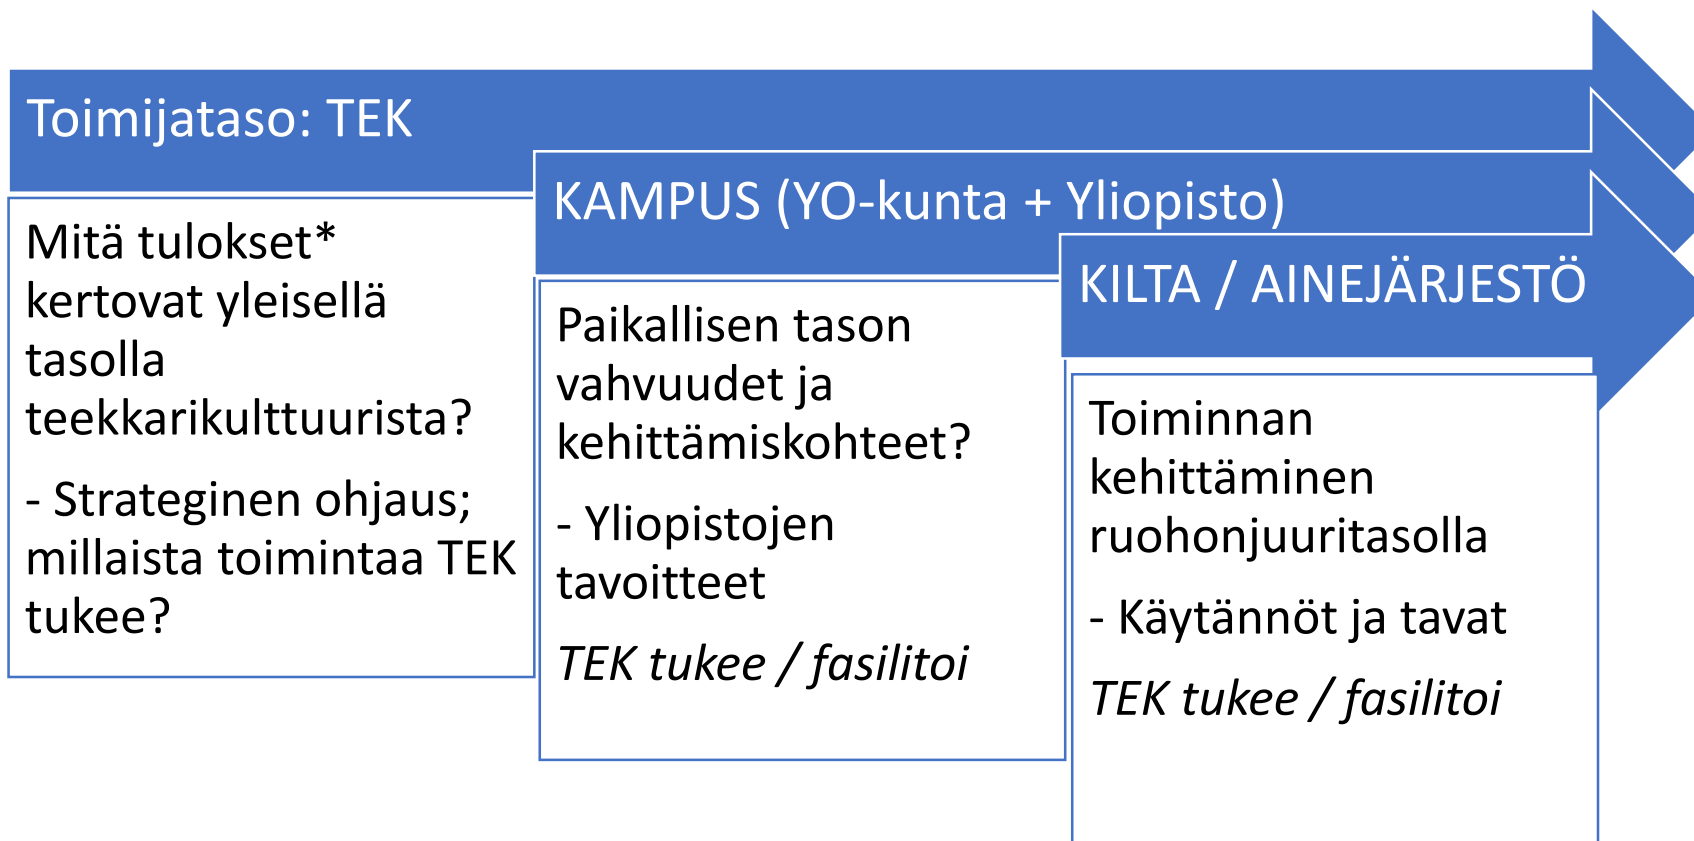 Toimijataso: TEK
Mitä tulokset*
kertovat yleisellä
tasolla
teekkarikulttuurista?
- Strateginen ohjaus;
millaista toimintaa TEK
tukee?
KAMPUS (YO-kunta + Yliopisto)
Paikallisen tason
vahvuudet ja
kehittämiskohteet?
- Yliopistojen
tavoitteet
TEK tukee / fasilitoi
KILTA / AINEJÄRJESTÖ
Toiminnan
kehittäminen
ruohonjuuritasolla
- Käytännöt ja tavat
TEK tukee / fasilitoi